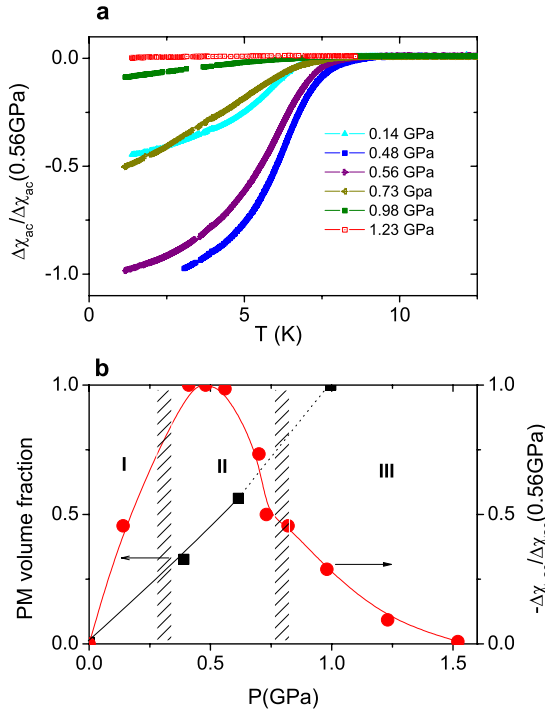 a
Δχac/Δχac(0.56GPa)
0.0
-0.5
-1.0
0.14 GPa
0.48 GPa
0.56 GPa
0.73 Gpa
0.98 GPa
1.23 GPa
0
5
10
T (K)
b
PM volume fraction
1.0
0.5
0.0
I
II
III
1.0
0.5
0.0
0.0
0.5
1.0
1.5
P(GPa)
(0.56GPa)